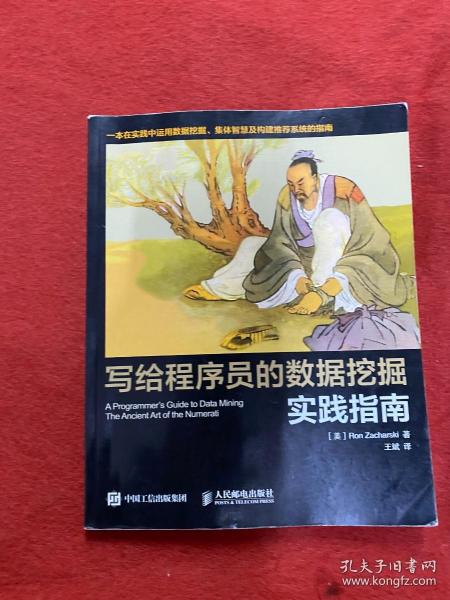 一本在实践中运用数据挖掘、集体智慧及构建推荐系统的指南
写给程序员的数据挖掘
实践指南
A Programmer's Guide to Data Mining
The Ancient Art of the Numerati
[美] Ron Zacharski 著
王斌 译
中国工信出版集团
人民邮电出版社
POSTS & TELECOM PRESS
孔夫子旧书网
www.kongfz.com